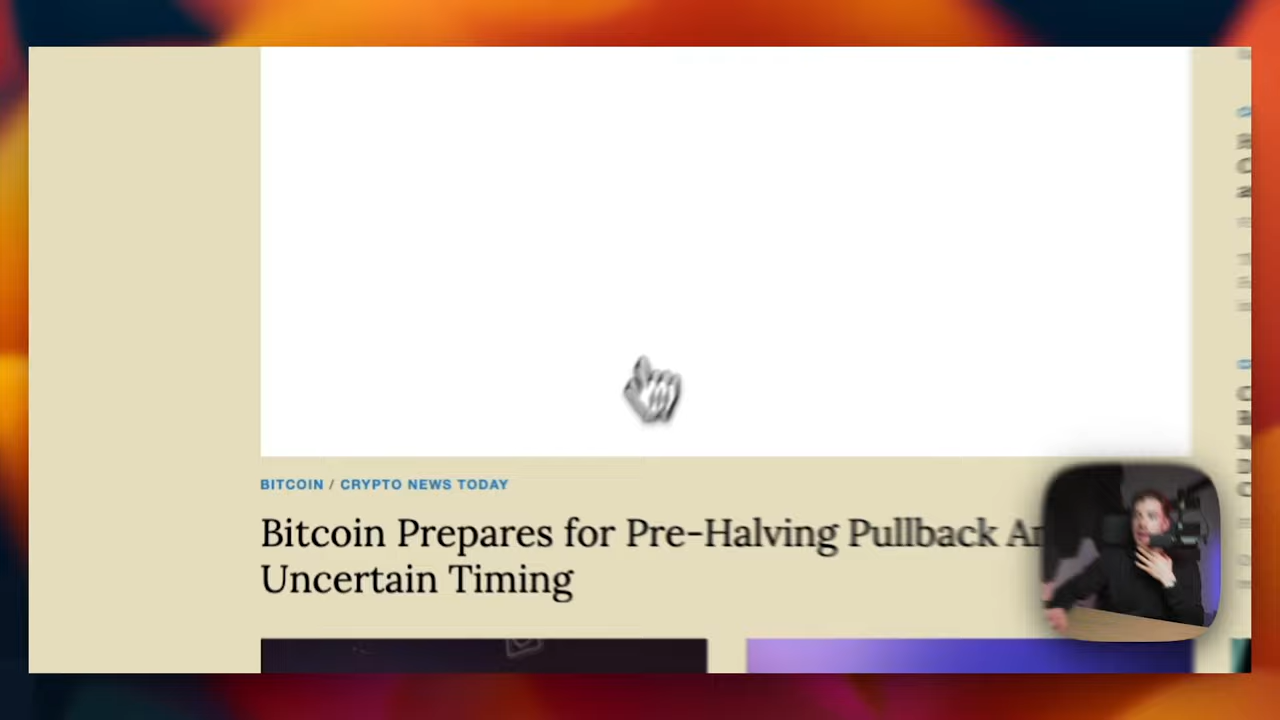 BITCOIN / CRYPTO NEWS TODAY
Bitcoin Prepares for Pre-Halving Pullback
Uncertain Timing